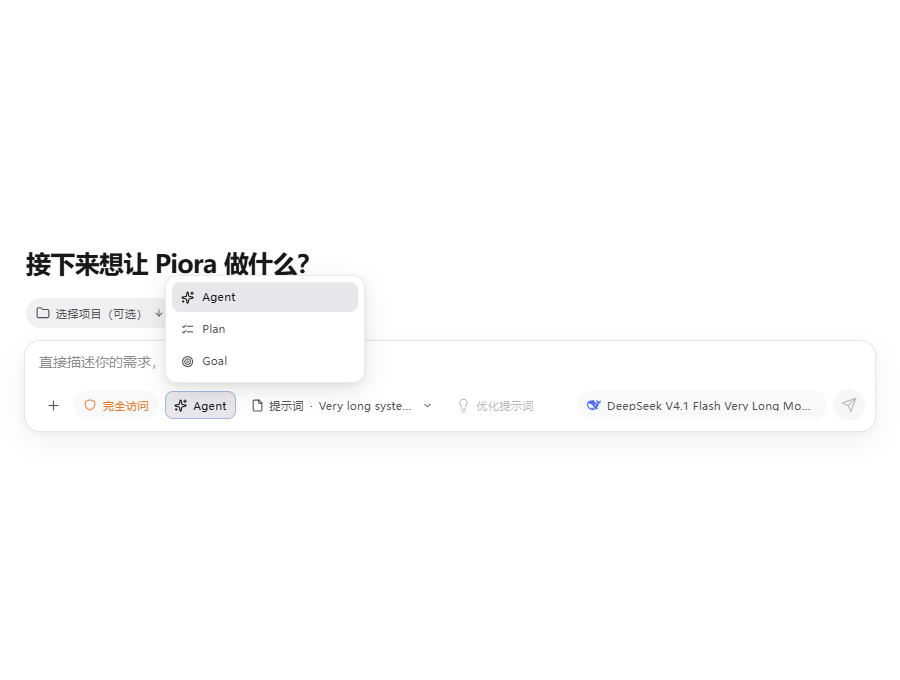 接下来想让 Piora 做什么？
Agent
选择项目（可选）
Plan
直接描述你的需求，
Goal
完全访问
Agent
提示词 · Very long syste...
优化提示词
DeepSeek V4.1 Flash Very Long Mo...